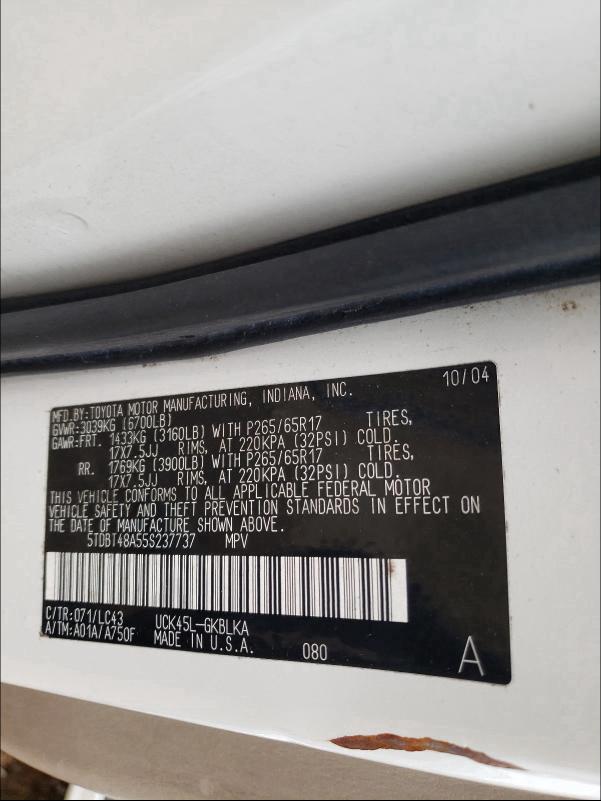 MFD.BY:TOYOTA MOTOR MANUFACTURING, INDIANA, INC. 10/04
GVWR:3039KG (6700LB)
GAWR:FRT. 1433KG (3160LB) WITH P265/65R17 TIRES,
17X7.5JJ RIMS, AT 220KPA (32PSI) COLD.
RR. 1769KG (3900LB) WITH P265/65R17 TIRES,
17X7.5JJ RIMS, AT 220KPA (32PSI) COLD.
THIS VEHICLE CONFORMS TO ALL APPLICABLE FEDERAL MOTOR
VEHICLE SAFETY AND THEFT PREVENTION STANDARDS IN EFFECT ON
THE DATE OF MANUFACTURE SHOWN ABOVE.
5TDBT48A55S237737 MPV
C/TR:071/LC43 UCK45L-GKBLKA
A/TM:A01A/A750F MADE IN U.S.A. 080 A